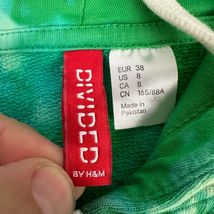 DIVIDED
BY H&M
EUR 38
US 8
CA 8
CN 165/88A
Made in
Pakistan